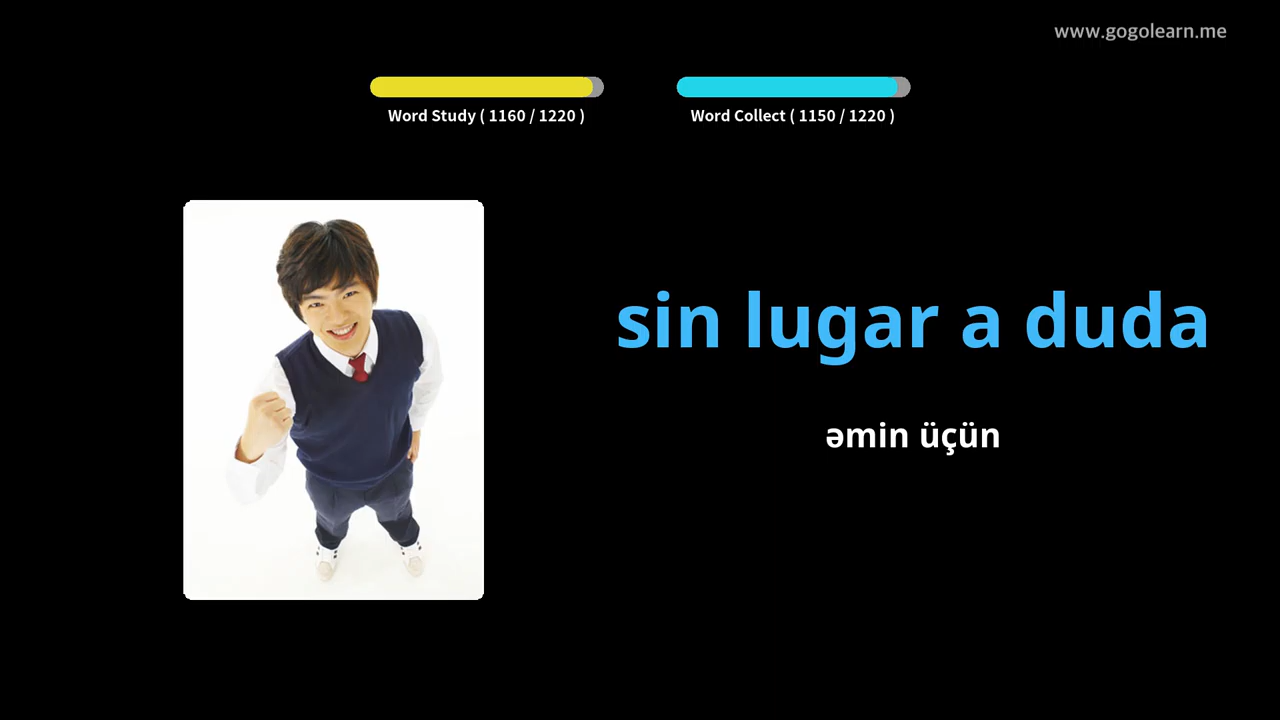 www.gogolearn.me
Word Study ( 1160 / 1220 )
Word Collect ( 1150 / 1220 )
sin lugar a duda
əmin üçün